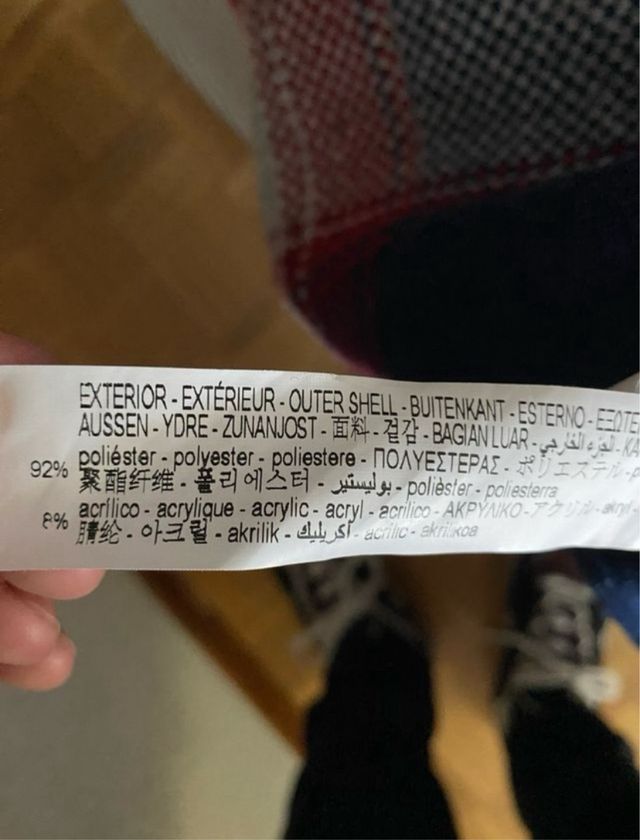 EXTERIOR - EXTÉRIEUR - OUTER SHELL - BUITENKANT - ESTERNO - ΕΞΩΤΕ
AUSSEN - YDRE - ZUNANJOST - 面料 - 겉감 - BAGIAN LUAR - الجزء الخارجي - KA
92% poliéster - polyester - poliestere - ΠΟΛΥΕΣΤΕΡΑΣ - ポリエステル
聚酯纤维 - 폴리에스터 - بوليستير - polièster - poliesterra
8% acrílico - acrylique - acrylic - acryl - acrilico - ΑΚΡΥΛΙΚΟ - アクリル - akryl -
腈纶 - 아크릴 - akrilik - اكريليك - acrílic - akrilikoa